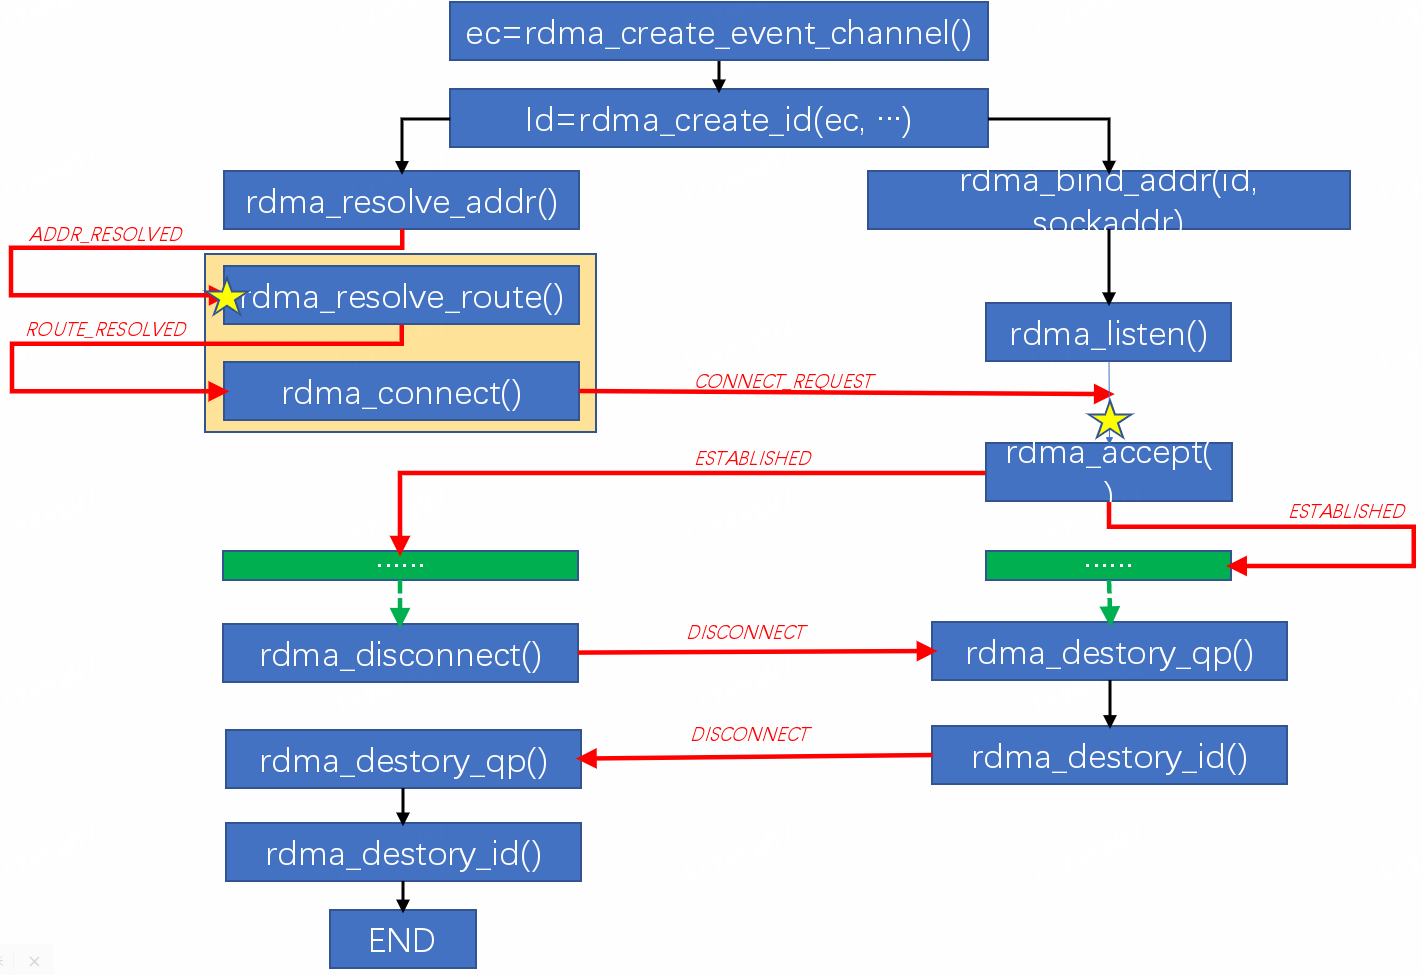 ec=rdma_create_event_channel()
Id=rdma_create_id(ec, ···)
rdma_resolve_addr()
rdma_bind_addr(id,
sockaddr)
ADDR_RESOLVED
rdma_resolve_route()
ROUTE_RESOLVED
rdma_listen()
rdma_connect()
CONNECT_REQUEST
rdma_accept(
)
ESTABLISHED
ESTABLISHED
······
······
rdma_disconnect()
DISCONNECT
rdma_destory_qp()
DISCONNECT
rdma_destory_qp()
rdma_destory_id()
rdma_destory_id()
END